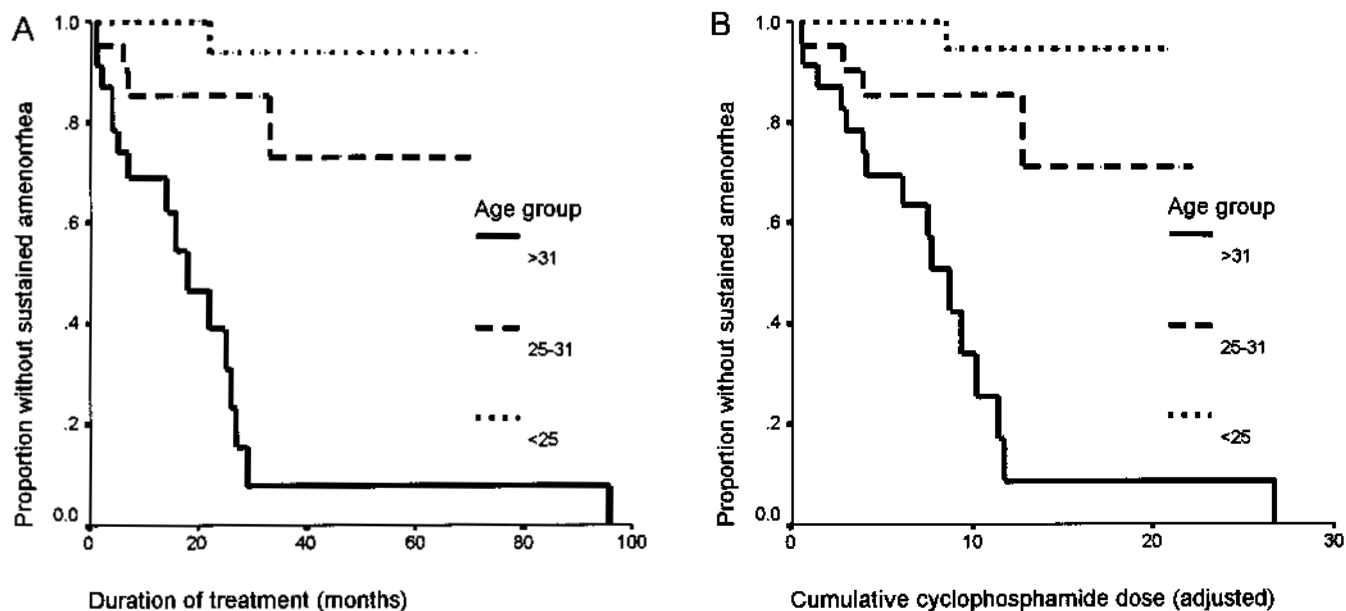 A
Proportion without sustained amenorrhea
1.0
.8
.6
.4
.2
0.0
0 20 40 60 80 100
Duration of treatment (months)
Age group
>31
25-31
<25
B
Proportion without sustained amenorrhea
1.0
.8
.6
.4
.2
0.0
0 10 20 30
Cumulative cyclophosphamide dose (adjusted)
Age group
>31
25-31
<25